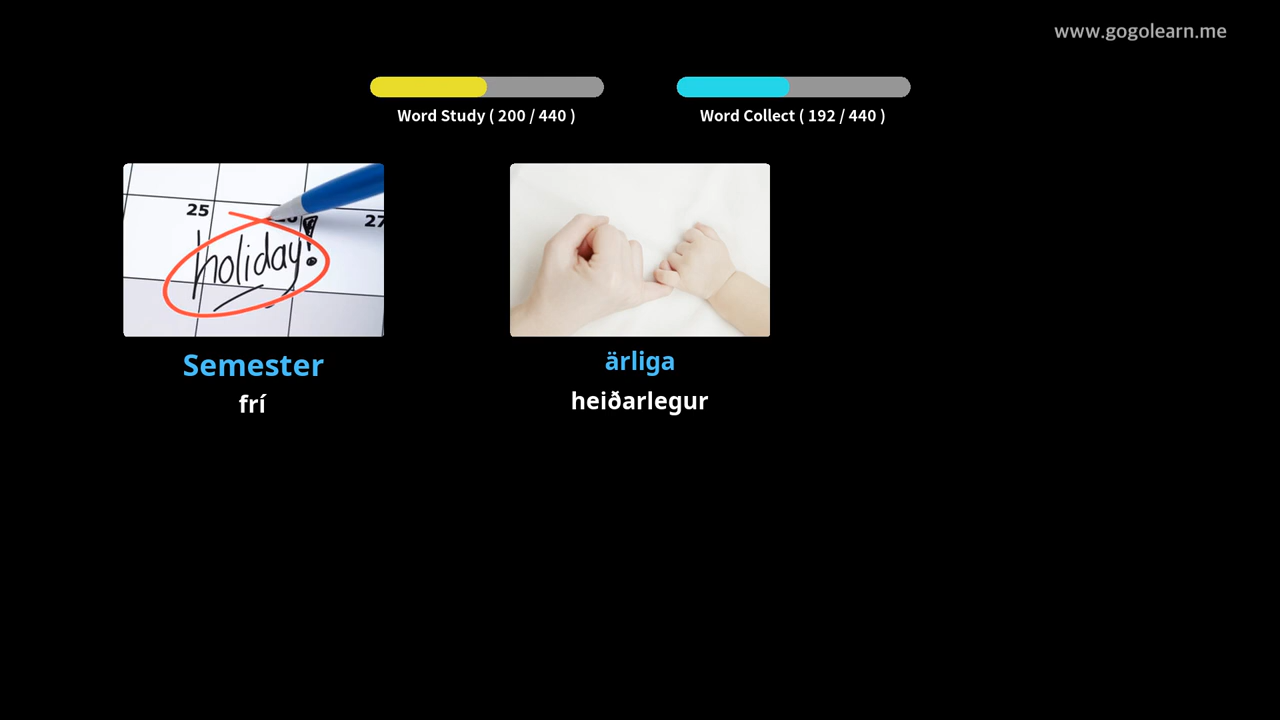 www.gogolearn.me
Word Study ( 200 / 440 )
Word Collect ( 192 / 440 )
25
27
holiday!
Semester
frí
ärliga
heiðarlegur